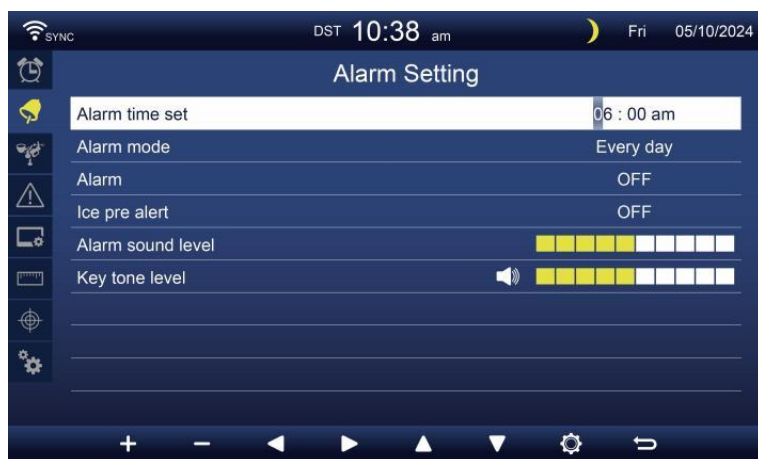 SYNC DST 10:38 am Fri 05/10/2024
Alarm Setting
Alarm time set 06 : 00 am
Alarm mode Every day
Alarm OFF
Ice pre alert OFF
Alarm sound level
Key tone level